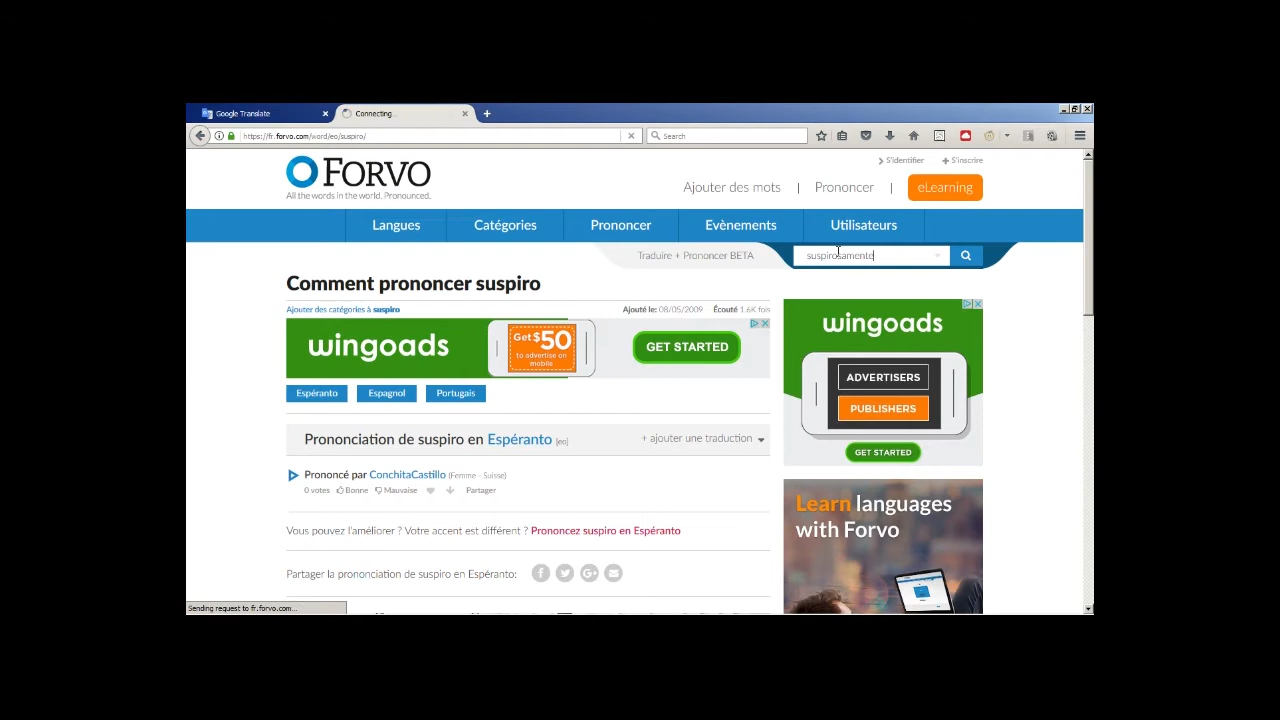 Google Translate
Connecting...
https://fr.forvo.com/word/eo/suspiro/
Search
FORVO
All the words in the world. Pronounced.
S'identifier
S'inscrire
Ajouter des mots | Prononcer | eLearning
Langues
Catégories
Prononcer
Evènements
Utilisateurs
Traduire + Prononcer BETA
suspirosamente
Comment prononcer suspiro
Ajouter des catégories à suspiro
Ajouté le: 08/05/2009 Écouté 1.6K fois
wingoads
Get $50
to advertise on
mobile
GET STARTED
wingoads
ADVERTISERS
PUBLISHERS
GET STARTED
Espéranto
Espagnol
Portugais
Prononciation de suspiro en Espéranto [eo]
+ ajouter une traduction
Prononcé par ConchitaCastillo (Femme - Suisse)
0 votes Bonne Mauvaise Partager
Vous pouvez l'améliorer ? Votre accent est différent ? Prononcez suspiro en Espéranto
Partager la prononciation de suspiro en Espéranto:
Learn languages
with Forvo
Sending request to fr.forvo.com...